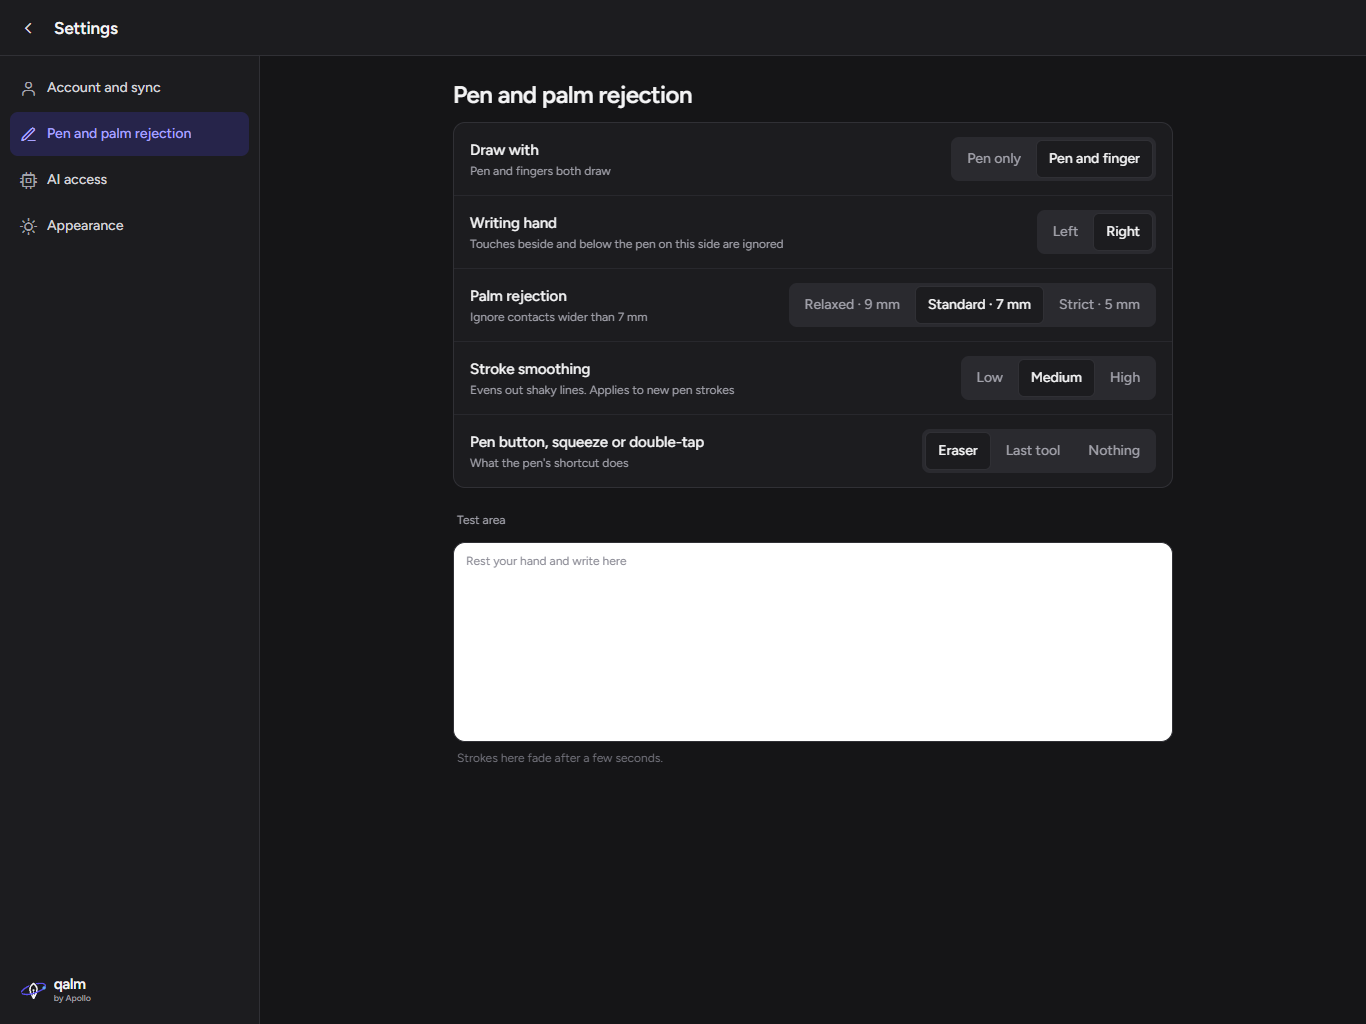 Settings
Account and sync
Pen and palm rejection
AI access
Appearance
qalm
by Apollo
Pen and palm rejection
Draw with
Pen and fingers both draw
Pen only
Pen and finger
Writing hand
Touches beside and below the pen on this side are ignored
Left
Right
Palm rejection
Ignore contacts wider than 7 mm
Relaxed · 9 mm
Standard · 7 mm
Strict · 5 mm
Stroke smoothing
Evens out shaky lines. Applies to new pen strokes
Low
Medium
High
Pen button, squeeze or double-tap
What the pen's shortcut does
Eraser
Last tool
Nothing
Test area
Rest your hand and write here
Strokes here fade after a few seconds.